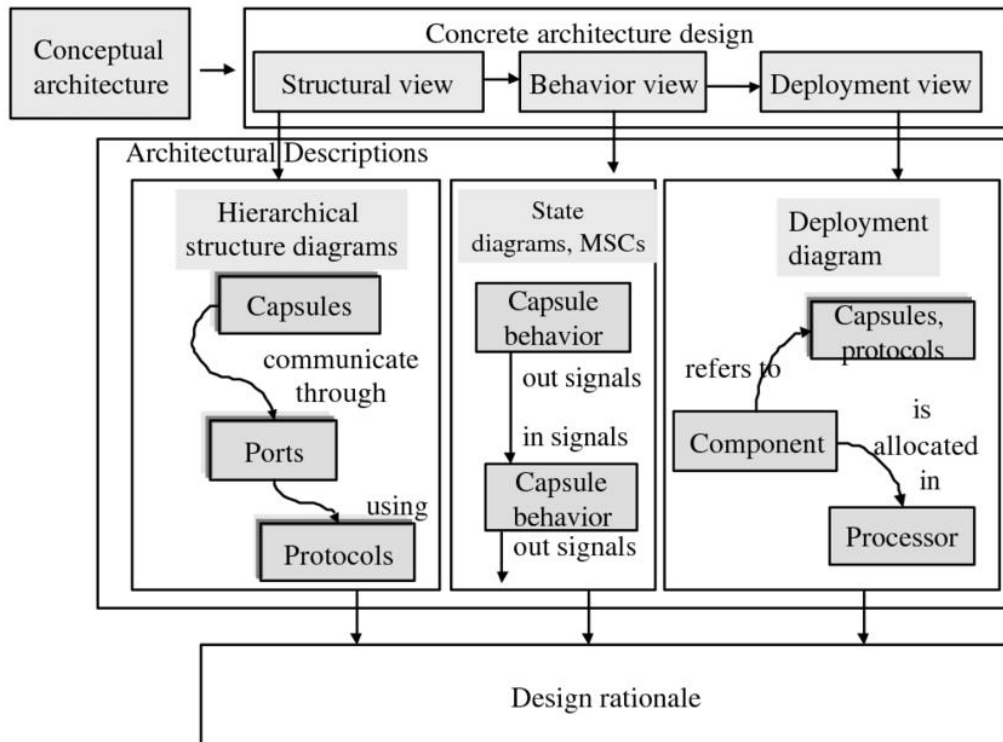 Conceptual
architecture
Concrete architecture design
Structural view
Behavior view
Deployment view
Architectural Descriptions
Hierarchical
structure diagrams
Capsules
communicate
through
Ports
using
Protocols
State
diagrams, MSCs
Capsule
behavior
out signals
in signals
Capsule
behavior
out signals
Deployment
diagram
Capsules,
protocols
refers to
Component
is
allocated
in
Processor
Design rationale